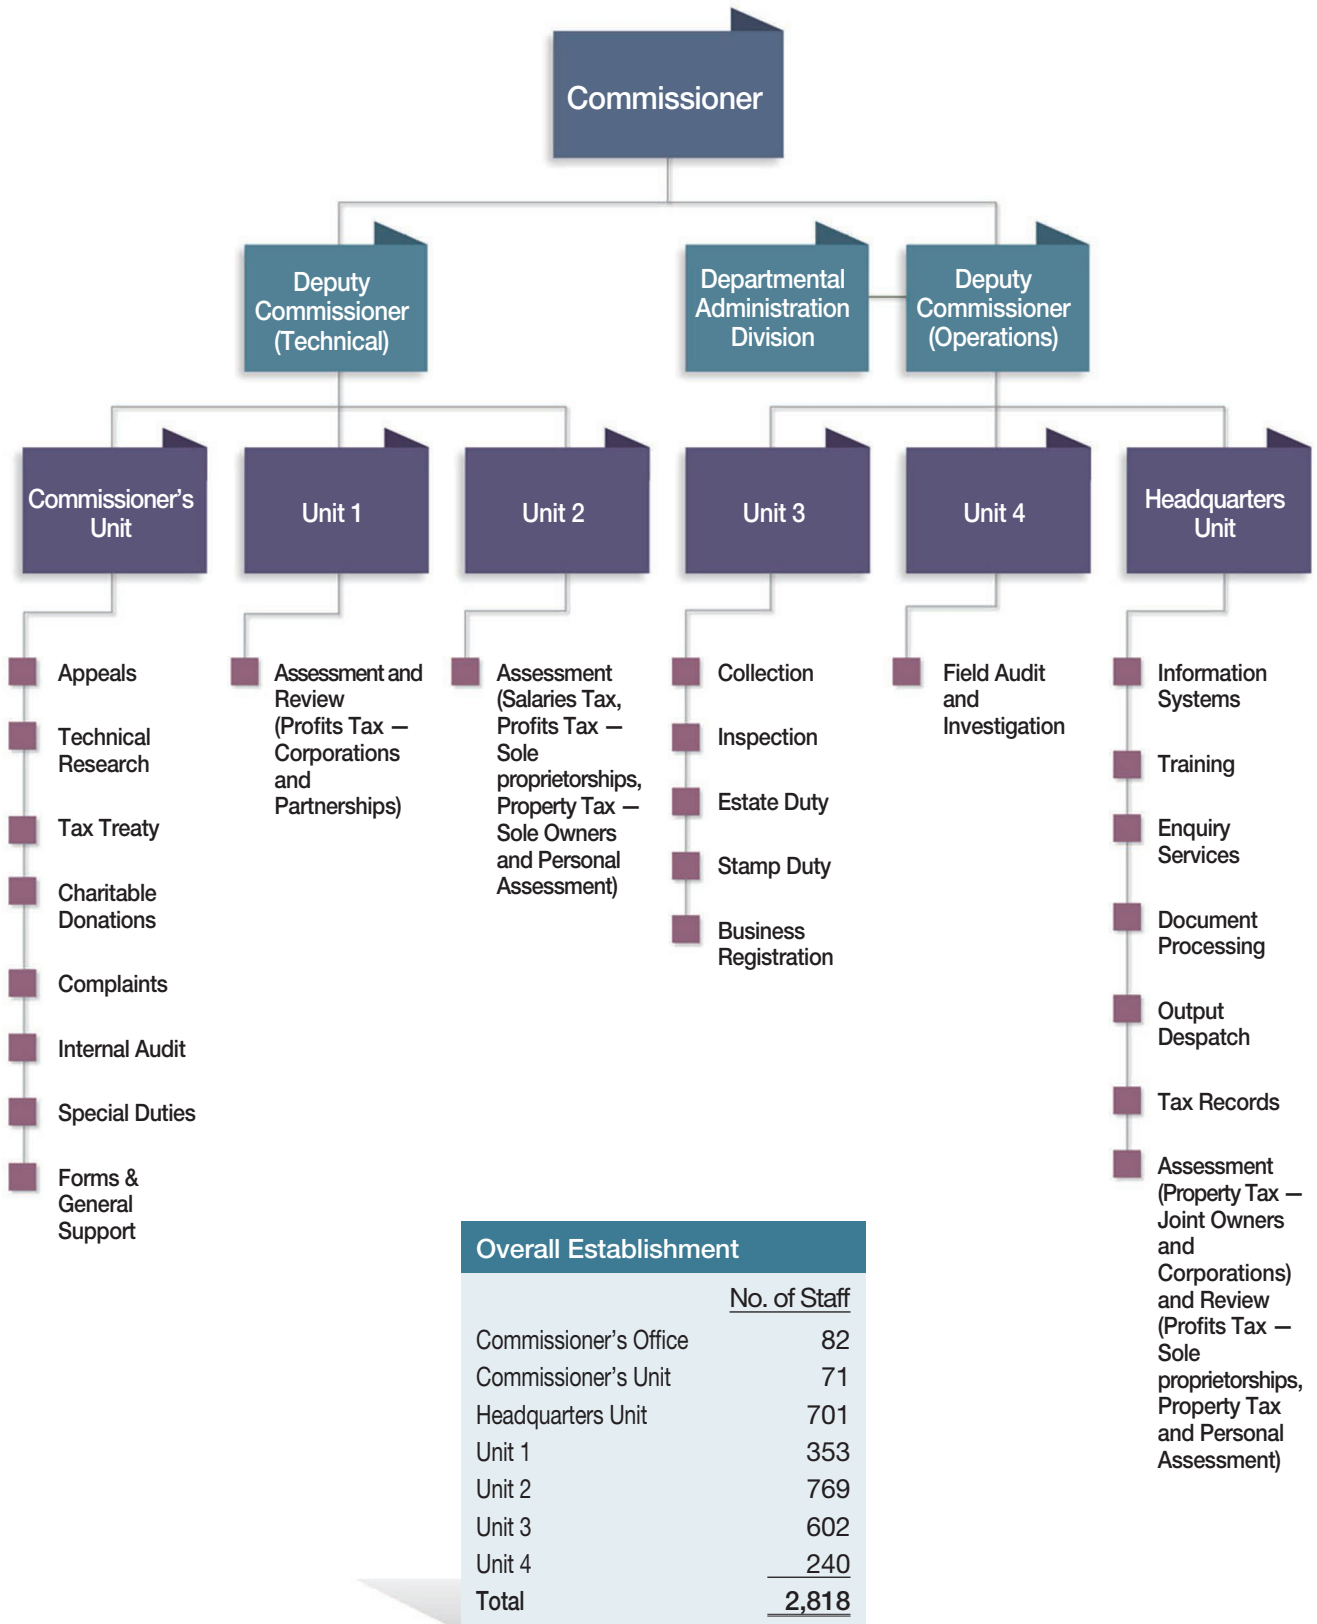 Commissioner
Deputy
Commissioner
(Technical)
Departmental
Administration
Division
Deputy
Commissioner
(Operations)
Commissioner’s
Unit
Unit 1
Unit 2
Unit 3
Unit 4
Headquarters
Unit
Appeals
Technical
Research
Tax Treaty
Charitable
Donations
Complaints
Internal Audit
Special Duties
Forms &
General
Support
Assessment and
Review
(Profits Tax —
Corporations
and
Partnerships)
Assessment
(Salaries Tax,
Profits Tax —
Sole
proprietorships,
Property Tax —
Sole Owners
and Personal
Assessment)
Collection
Inspection
Estate Duty
Stamp Duty
Business
Registration
Field Audit
and
Investigation
Information
Systems
Training
Enquiry
Services
Document
Processing
Output
Despatch
Tax Records
Assessment
(Property Tax —
Joint Owners
and
Corporations)
and Review
(Profits Tax —
Sole
proprietorships,
Property Tax
and Personal
Assessment)
Overall Establishment
No. of Staff
Commissioner’s Office 82
Commissioner’s Unit 71
Headquarters Unit 701
Unit 1 353
Unit 2 769
Unit 3 602
Unit 4 240
Total 2,818